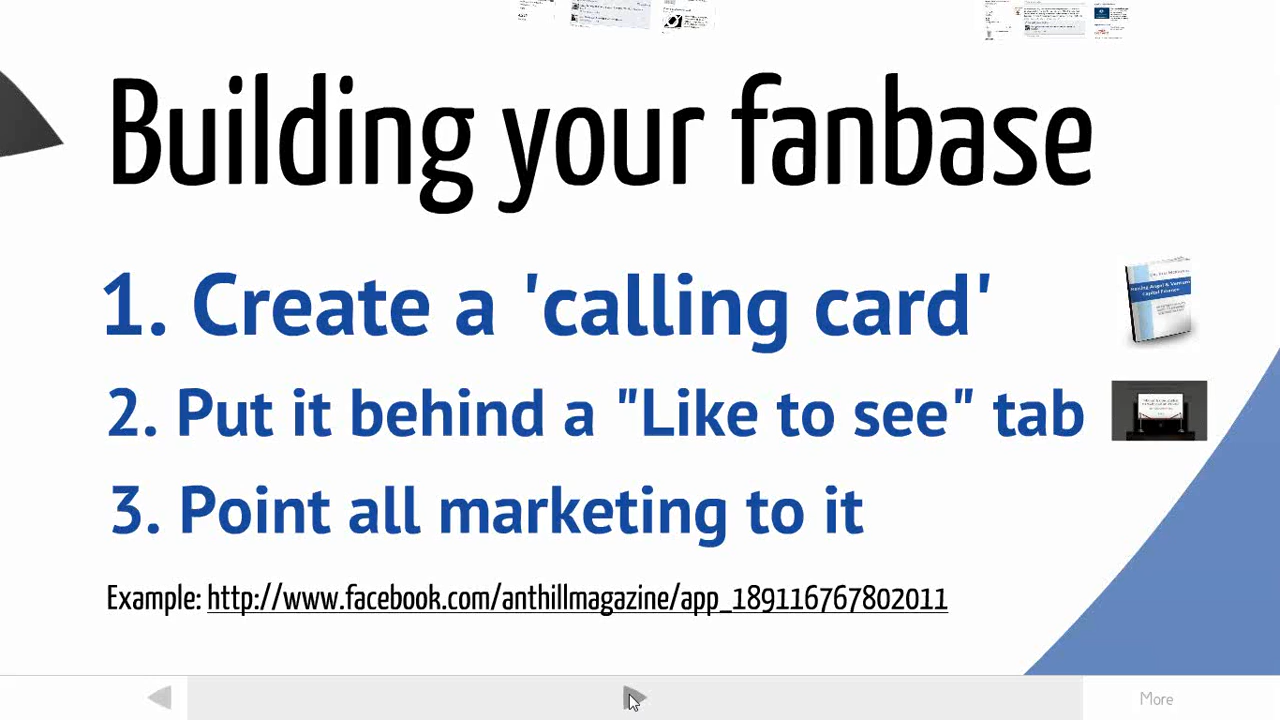 Building your fanbase
1. Create a 'calling card'
2. Put it behind a "Like to see" tab
3. Point all marketing to it
Example: http://www.facebook.com/anthillmagazine/app_189116767802011
More